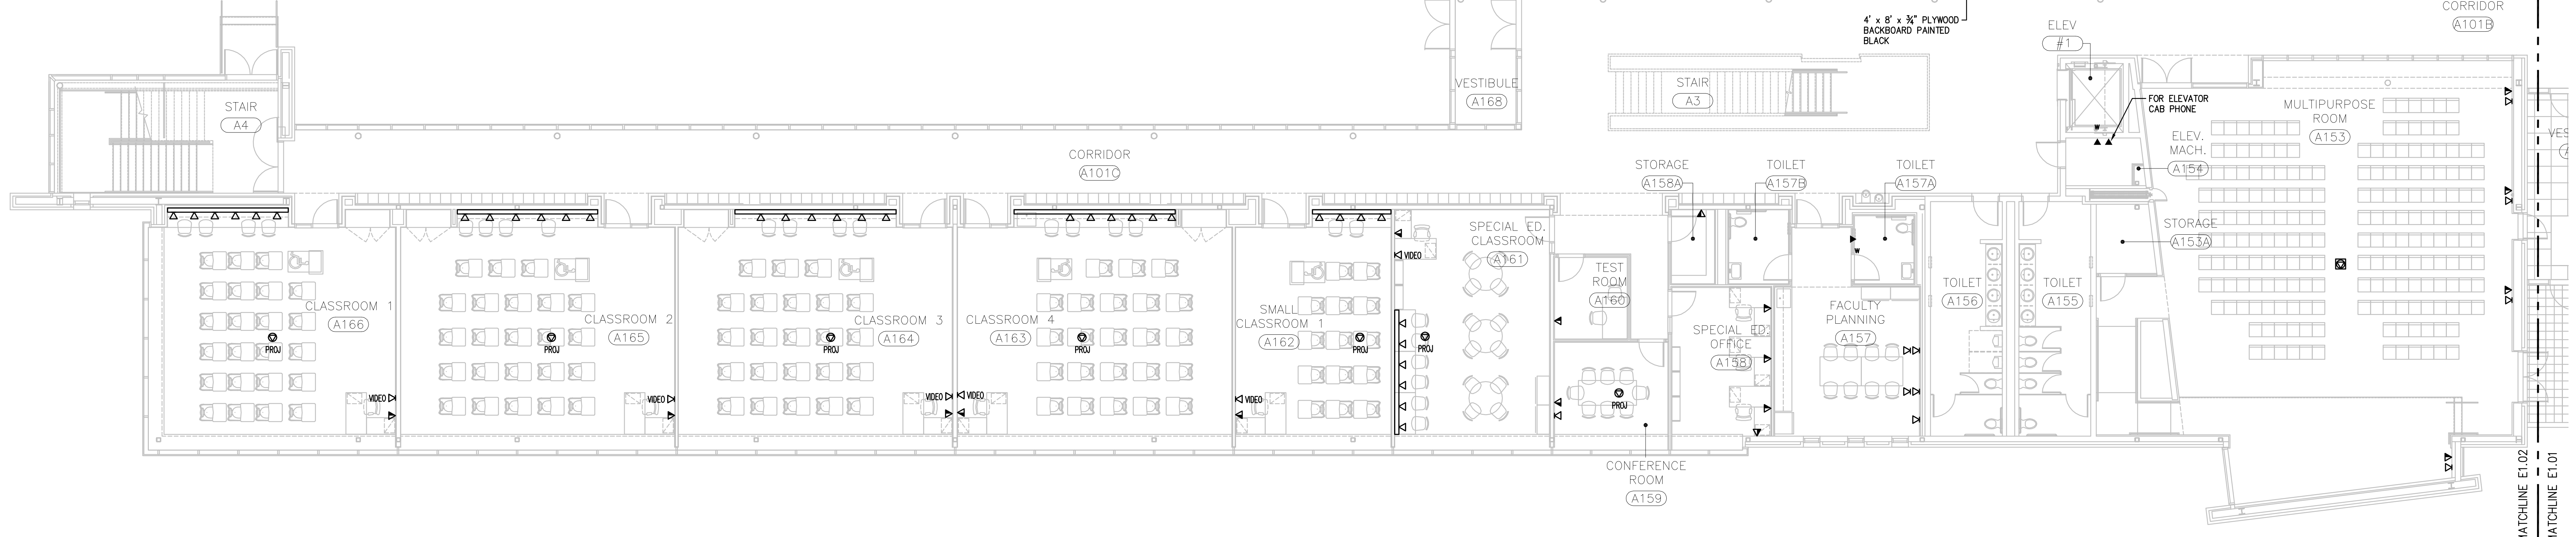 4' x 8' x ¾" PLYWOOD
BACKBOARD PAINTED
BLACK
CORRIDOR
A101B
ELEV
#1
STAIR
A4
VESTIBULE
A168
STAIR
A3
FOR ELEVATOR
CAB PHONE
MULTIPURPOSE
ROOM
A153
W
ELEV.
MACH.
A154
CORRIDOR
A101C
STORAGE
A158A
TOILET
A157B
TOILET
A157A
STORAGE
A153A
SPECIAL ED.
CLASSROOM
A161
VIDEO
W
TEST
ROOM
A160
TOILET
A156
TOILET
A155
CLASSROOM 1
A166
CLASSROOM 2
A165
CLASSROOM 3
A164
CLASSROOM 4
A163
SMALL
CLASSROOM 1
A162
SPECIAL ED.
OFFICE
A158
FACULTY
PLANNING
A157
PROJ
PROJ
PROJ
PROJ
PROJ
PROJ
VIDEO
VIDEO
VIDEO
VIDEO
VIDEO
PROJ
CONFERENCE
ROOM
A159
MATCHLINE E1.02
MATCHLINE E1.01